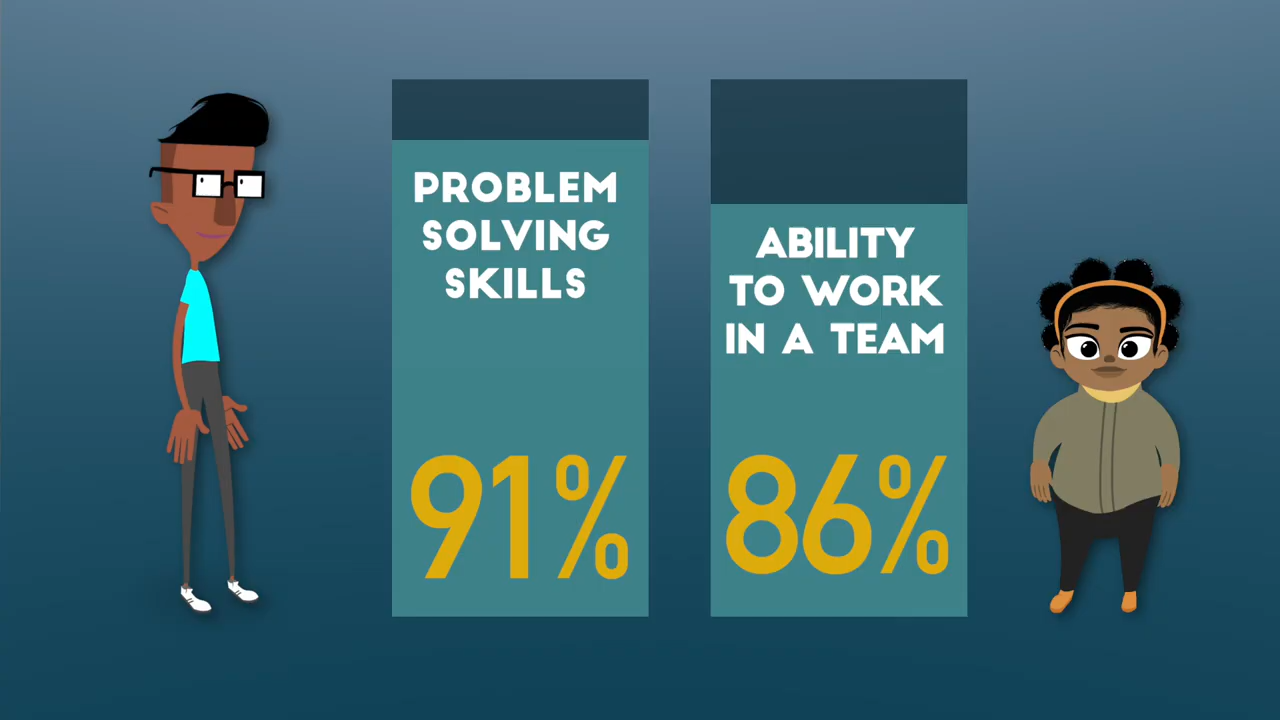 PROBLEM
SOLVING
SKILLS
91%
ABILITY
TO WORK
IN A TEAM
86%